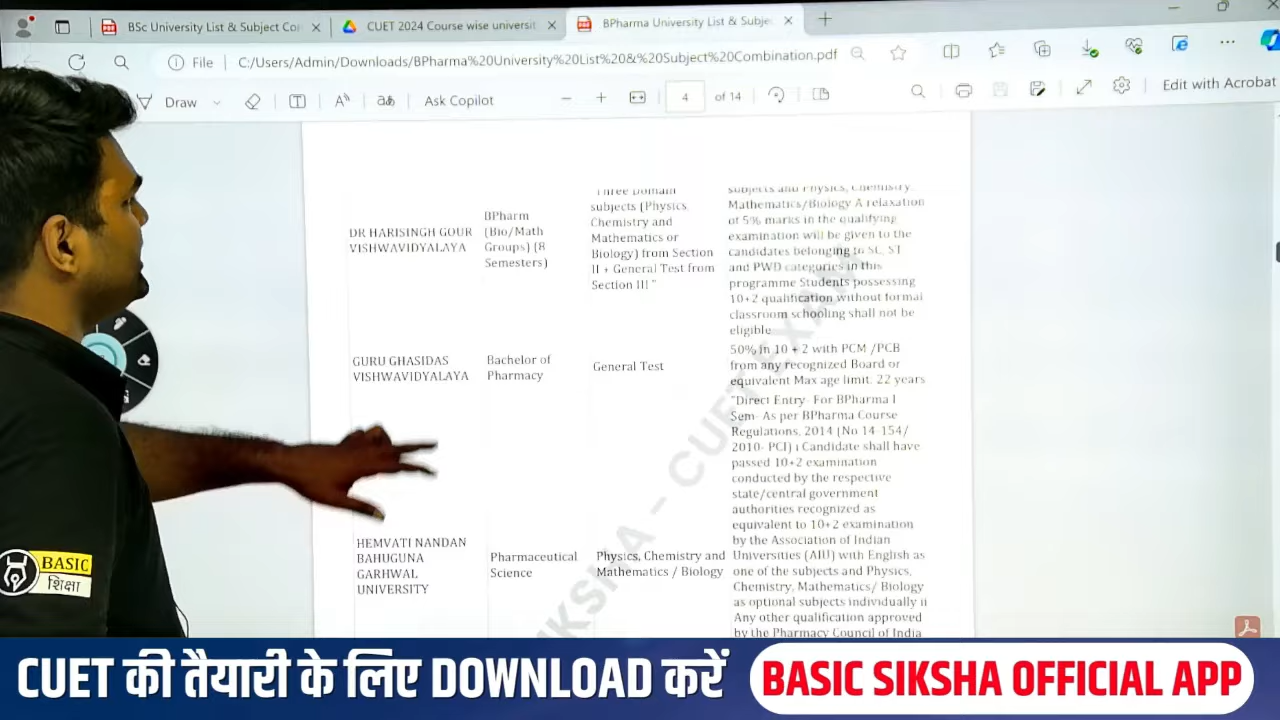 BSc University List & Subject Co
CUET 2024 Course wise universit
BPharma University List & Subje
File
C:/Users/Admin/Downloads/BPharma%20University%20List%20&%20Subject%20Combination.pdf
Draw
Ask Copilot
4
of 14
Edit with Acrobat
DR HARISINGH GOUR
VISHWAVIDYALAYA
BPharm
(Bio/Math
Groups) (8
Semesters)
Three Domain
subjects (Physics,
Chemistry and
Mathematics or
Biology) from Section
II + General Test from
Section III "
subjects and Physics, Chemistry,
Mathematics/Biology A relaxation
of 5% marks in the qualifying
examination will be given to the
candidates belonging to SC, ST
and PWD categories in this
programme Students possessing
10+2 qualification without formal
classroom schooling shall not be
eligible
GURU GHASIDAS
VISHWAVIDYALAYA
Bachelor of
Pharmacy
General Test
50% in 10 + 2 with PCM /PCB
from any recognized Board or
equivalent Max age limit: 22 years
HEMVATI NANDAN
BAHUGUNA
GARHWAL
UNIVERSITY
Pharmaceutical
Science
Physics, Chemistry and
Mathematics / Biology
"Direct Entry- For BPharma I
Sem- As per BPharma Course
Regulations, 2014 (No 14-154/
2010- PCI) i Candidate shall have
passed 10+2 examination
conducted by the respective
state/central government
authorities recognized as
equivalent to 10+2 examination
by the Association of Indian
Universities (AIU) with English as
one of the subjects and Physics,
Chemistry, Mathematics/ Biology
as optional subjects individually ii
Any other qualification approved
by the Pharmacy Council of India
IKSHA – CUET EXAM
BASIC
शिक्षा
CUET की तैयारी के लिए DOWNLOAD करें
BASIC SIKSHA OFFICIAL APP